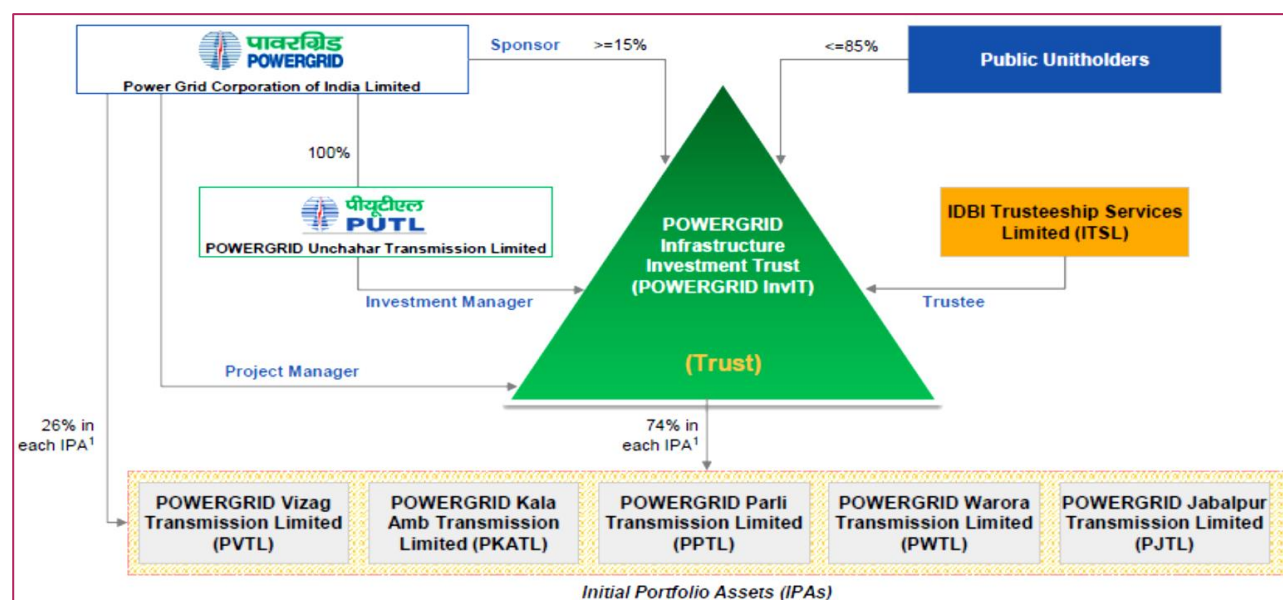 पावरग्रिड
POWERGRID
Power Grid Corporation of India Limited
Sponsor
>=15%
<=85%
Public Unitholders
100%
पीयूटीएल
PUTL
POWERGRID Unchahar Transmission Limited
POWERGRID
Infrastructure
Investment Trust
(POWERGRID InvIT)
IDBI Trusteeship Services
Limited (ITSL)
Investment Manager
Trustee
(Trust)
Project Manager
26% in
each IPA1
74% in
each IPA1
POWERGRID Vizag
Transmission Limited
(PVTL)
POWERGRID Kala
Amb Transmission
Limited (PKATL)
POWERGRID Parli
Transmission Limited
(PPTL)
POWERGRID Warora
Transmission Limited
(PWTL)
POWERGRID Jabalpur
Transmission Limited
(PJTL)
Initial Portfolio Assets (IPAs)